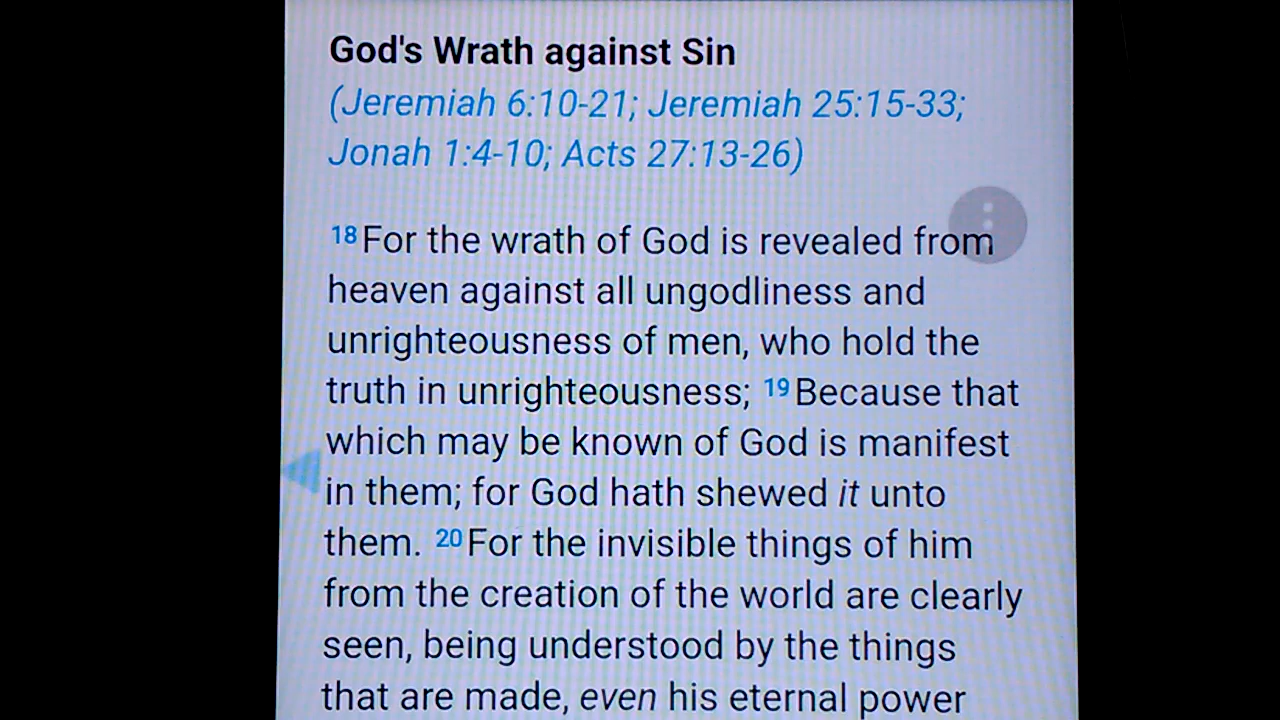 God's Wrath against Sin
(Jeremiah 6:10-21; Jeremiah 25:15-33;
Jonah 1:4-10; Acts 27:13-26)
18 For the wrath of God is revealed from
heaven against all ungodliness and
unrighteousness of men, who hold the
truth in unrighteousness; 19 Because that
which may be known of God is manifest
in them; for God hath shewed it unto
them. 20 For the invisible things of him
from the creation of the world are clearly
seen, being understood by the things
that are made, even his eternal power